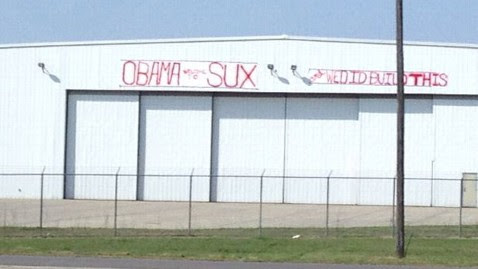 OBAMA SUX
WE DID BUILD THIS